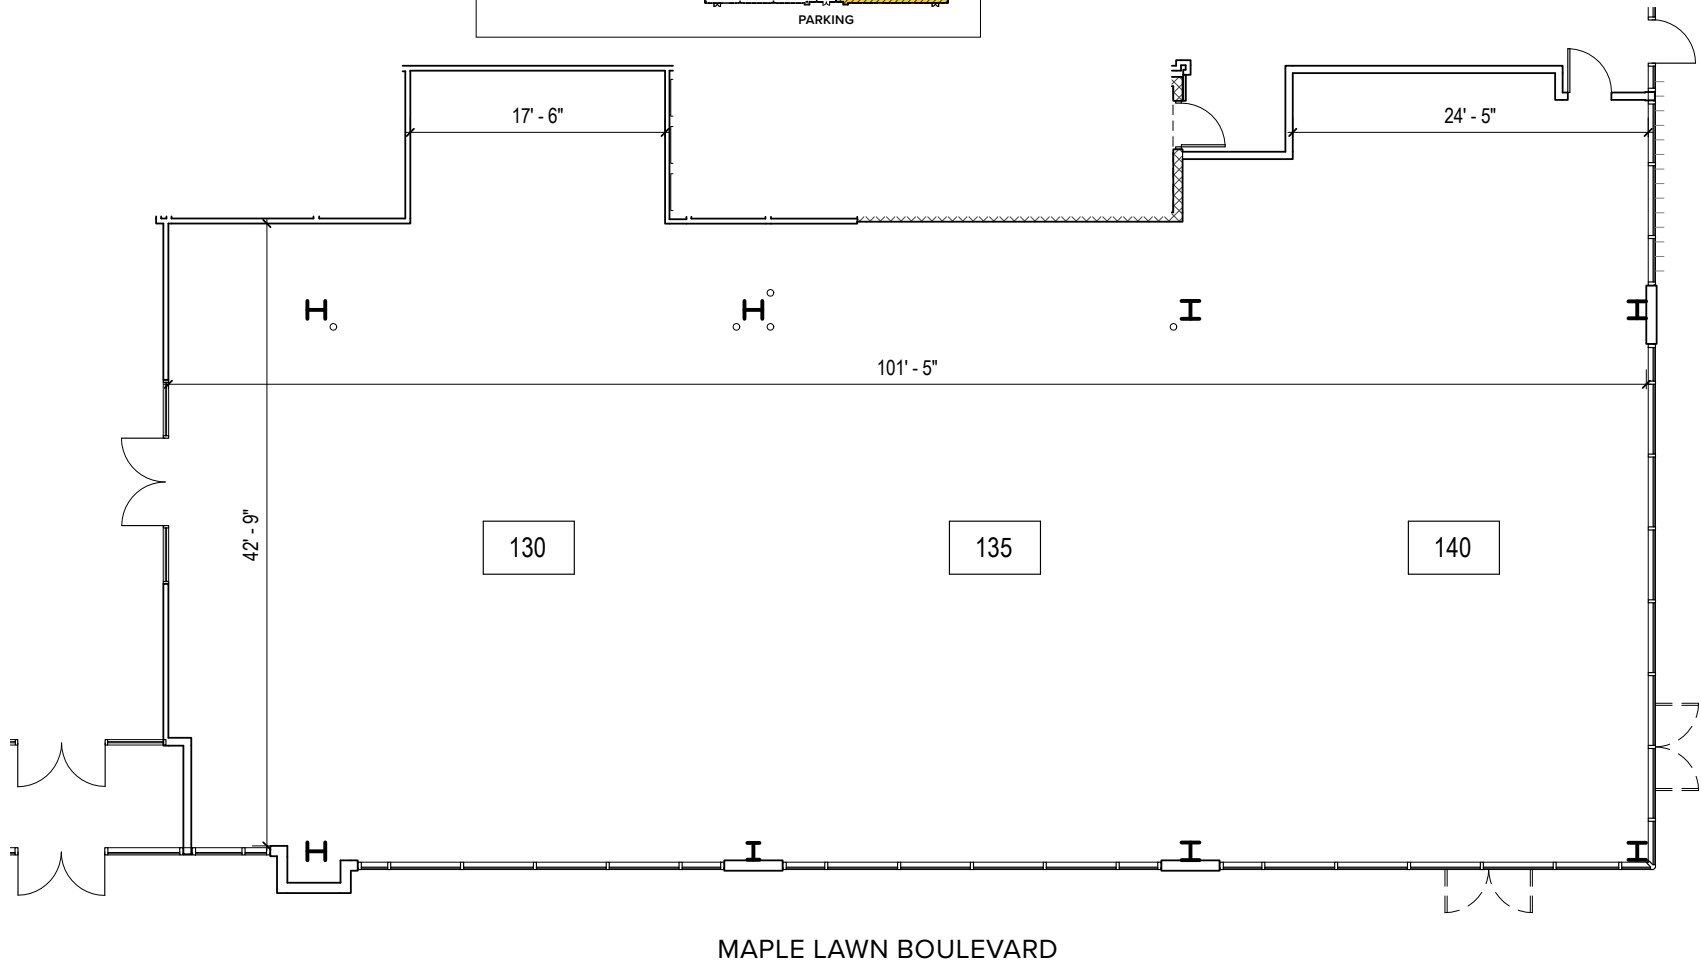 PARKING
17' - 6"
24' - 5"
101' - 5"
42' - 9"
130
135
140
MAPLE LAWN BOULEVARD